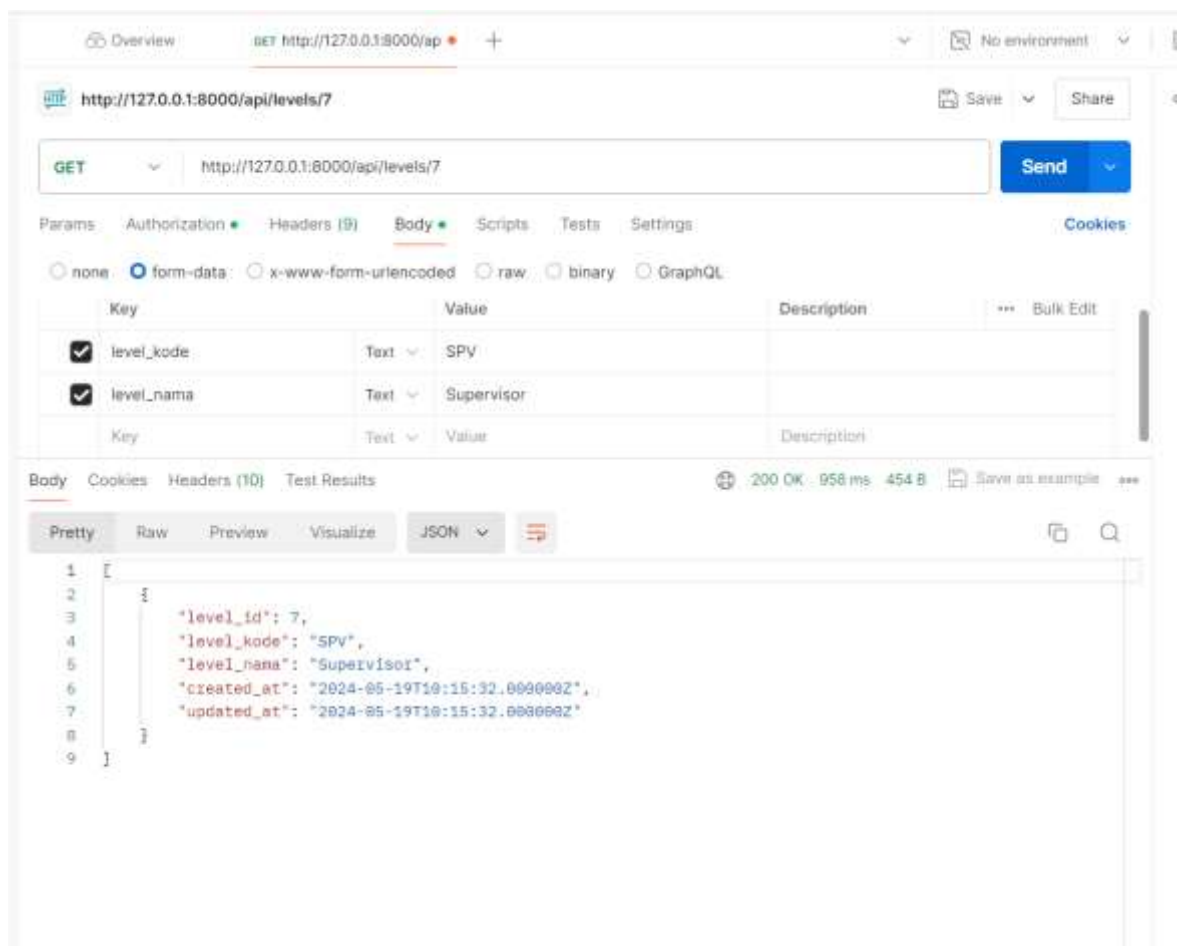 Overview GET http://127.0.0.1:8000/ap No environment
HTTP http://127.0.0.1:8000/api/levels/7 Save Share
GET http://127.0.0.1:8000/api/levels/7 Send
Params Authorization Headers (9) Body Scripts Tests Settings Cookies
none form-data x-www-form-urlencoded raw binary GraphQL
Key Value Description ••• Bulk Edit
level_kode Text SPV
level_nama Text Supervisor
Key Text Value Description
Body Cookies Headers (10) Test Results 200 OK 958 ms 454 B Save as example •••
Pretty Raw Preview Visualize JSON
1 [
2 {
3 "level_id": 7,
4 "level_kode": "SPV",
5 "level_nama": "Supervisor",
6 "created_at": "2024-05-19T10:15:32.000000Z",
7 "updated_at": "2024-05-19T10:15:32.000000Z"
8 }
9 ]